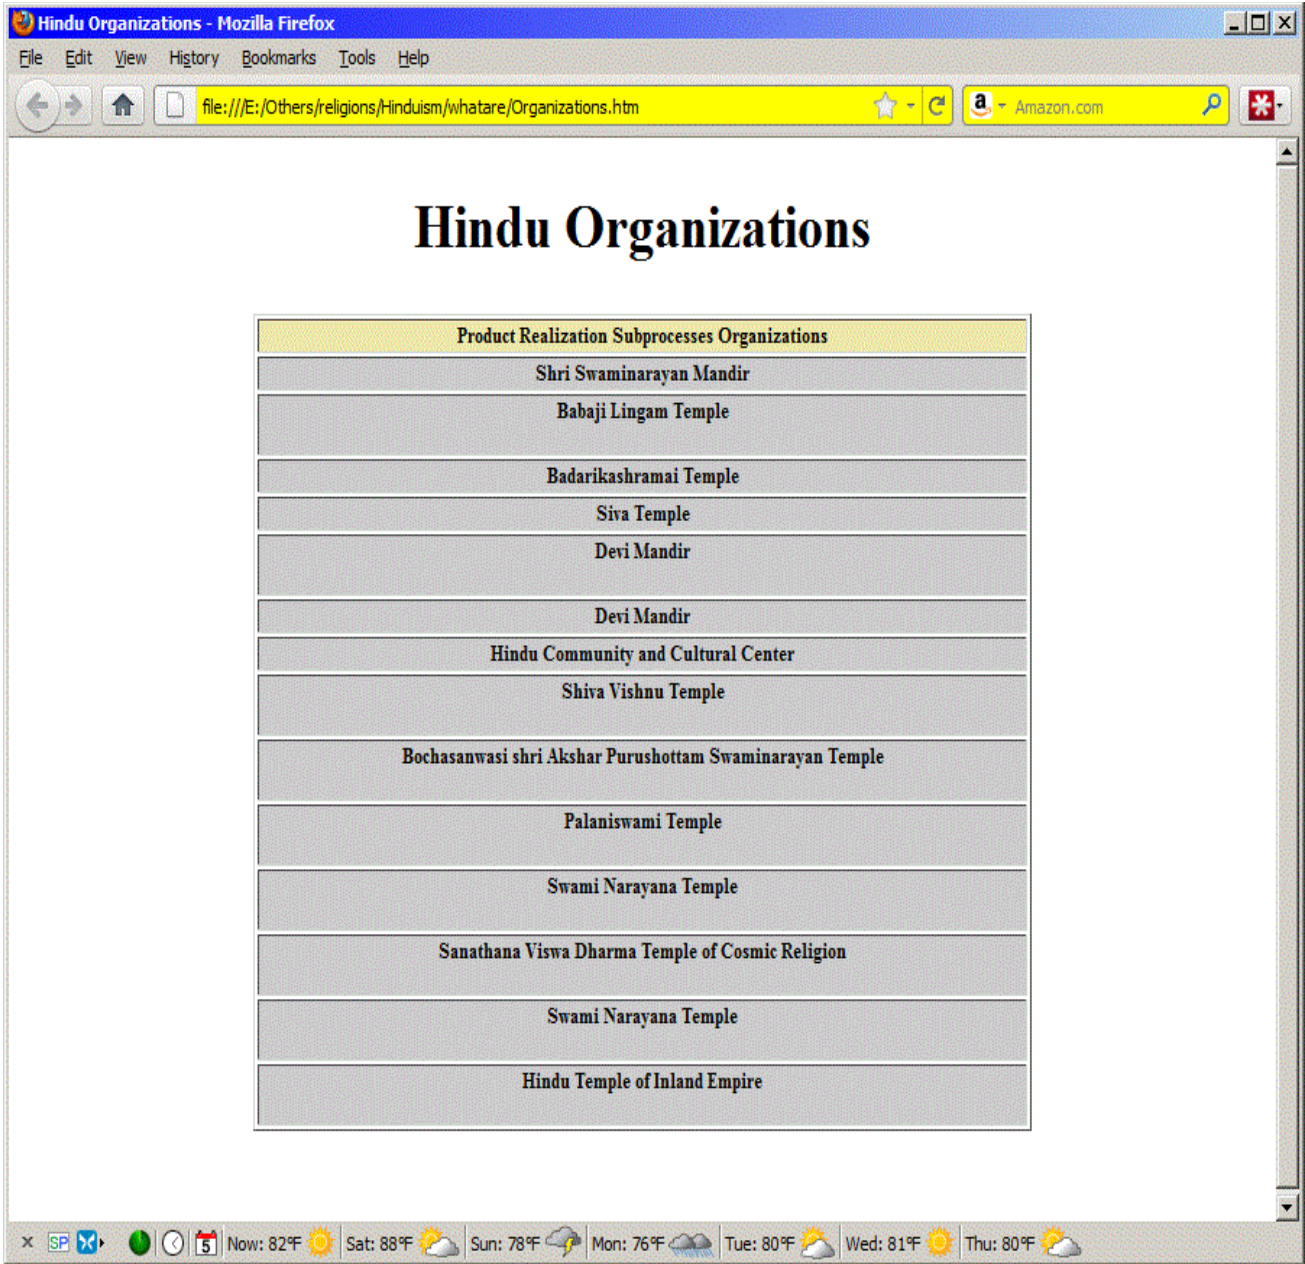 Hindu Organizations - Mozilla Firefox
File Edit View History Bookmarks Tools Help
file:///E:/Others/religions/Hinduism/whatare/Organizations.htm
a Amazon.com
Hindu Organizations
Product Realization Subprocesses Organizations
Shri Swaminarayan Mandir
Babaji Lingam Temple
Badarikashramai Temple
Siva Temple
Devi Mandir
Devi Mandir
Hindu Community and Cultural Center
Shiva Vishnu Temple
Bochasanwasi shri Akshar Purushottam Swaminarayan Temple
Palaniswami Temple
Swami Narayana Temple
Sanathana Viswa Dharma Temple of Cosmic Religion
Swami Narayana Temple
Hindu Temple of Inland Empire
x SP 5 Now: 82°F Sat: 88°F Sun: 78°F Mon: 76°F Tue: 80°F Wed: 81°F Thu: 80°F